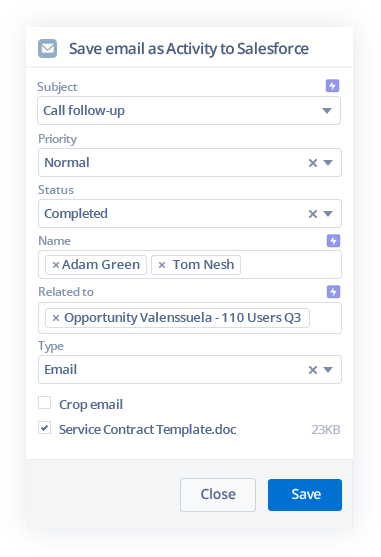 Save email as Activity to Salesforce
Subject
Call follow-up
Priority
Normal
Status
Completed
Name
Adam Green Tom Nesh
Related to
Opportunity Valenssuela - 110 Users Q3
Type
Email
Crop email
Service Contract Template.doc 23KB
Close Save